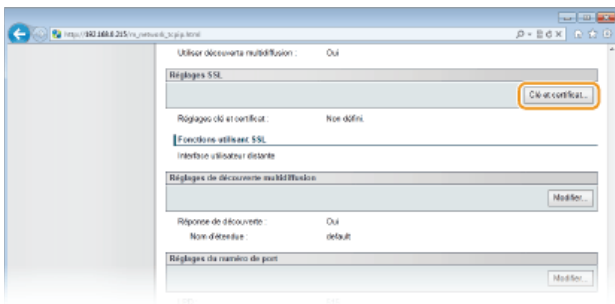 http://192.168.0.215/m_network_tcpip.html
Utiliser découverte multidiffusion : Oui
Réglages SSL
Clé et certificat...
Réglages clé et certificat : Non défini.
Fonctions utilisant SSL
Interface utilisateur distante
Réglages de découverte multidiffusion
Modifier...
Réponse de découverte : Oui
Nom d'étendue : default
Réglages du numéro de port
Modifier...